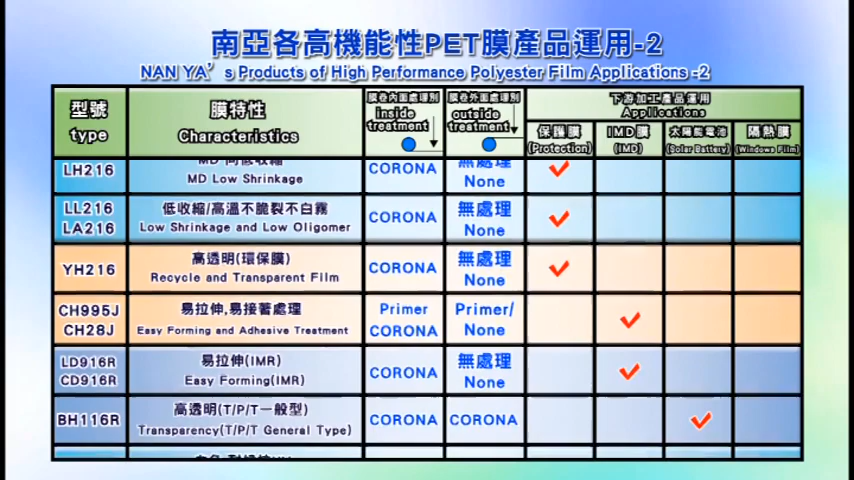 南亞各高機能性PET膜產品運用-2
NAN YA's Products of High Performance Polyester Film Applications -2
型號
type
膜特性
Characteristics
膜卷內面處理別
inside
treatment
膜卷外面處理別
outside
treatment
下游加工產品運用
Applications
保護膜
(Protection)
IMD膜
(IMD)
太陽能電池
(Solar Battery)
隔熱膜
(Windows Film)
LH216
MD 向低收縮
MD Low Shrinkage
CORONA
無處理
None
LL216
LA216
低收縮/高溫不脆裂不白霧
Low Shrinkage and Low Oligomer
CORONA
無處理
None
YH216
高透明(環保膜)
Recycle and Transparent Film
CORONA
無處理
None
CH995J
CH28J
易拉伸,易接著處理
Easy Forming and Adhesive Treatment
Primer
CORONA
Primer/
None
LD916R
CD916R
易拉伸(IMR)
Easy Forming(IMR)
CORONA
無處理
None
BH116R
高透明(T/P/T一般型)
Transparency(T/P/T General Type)
CORONA
CORONA